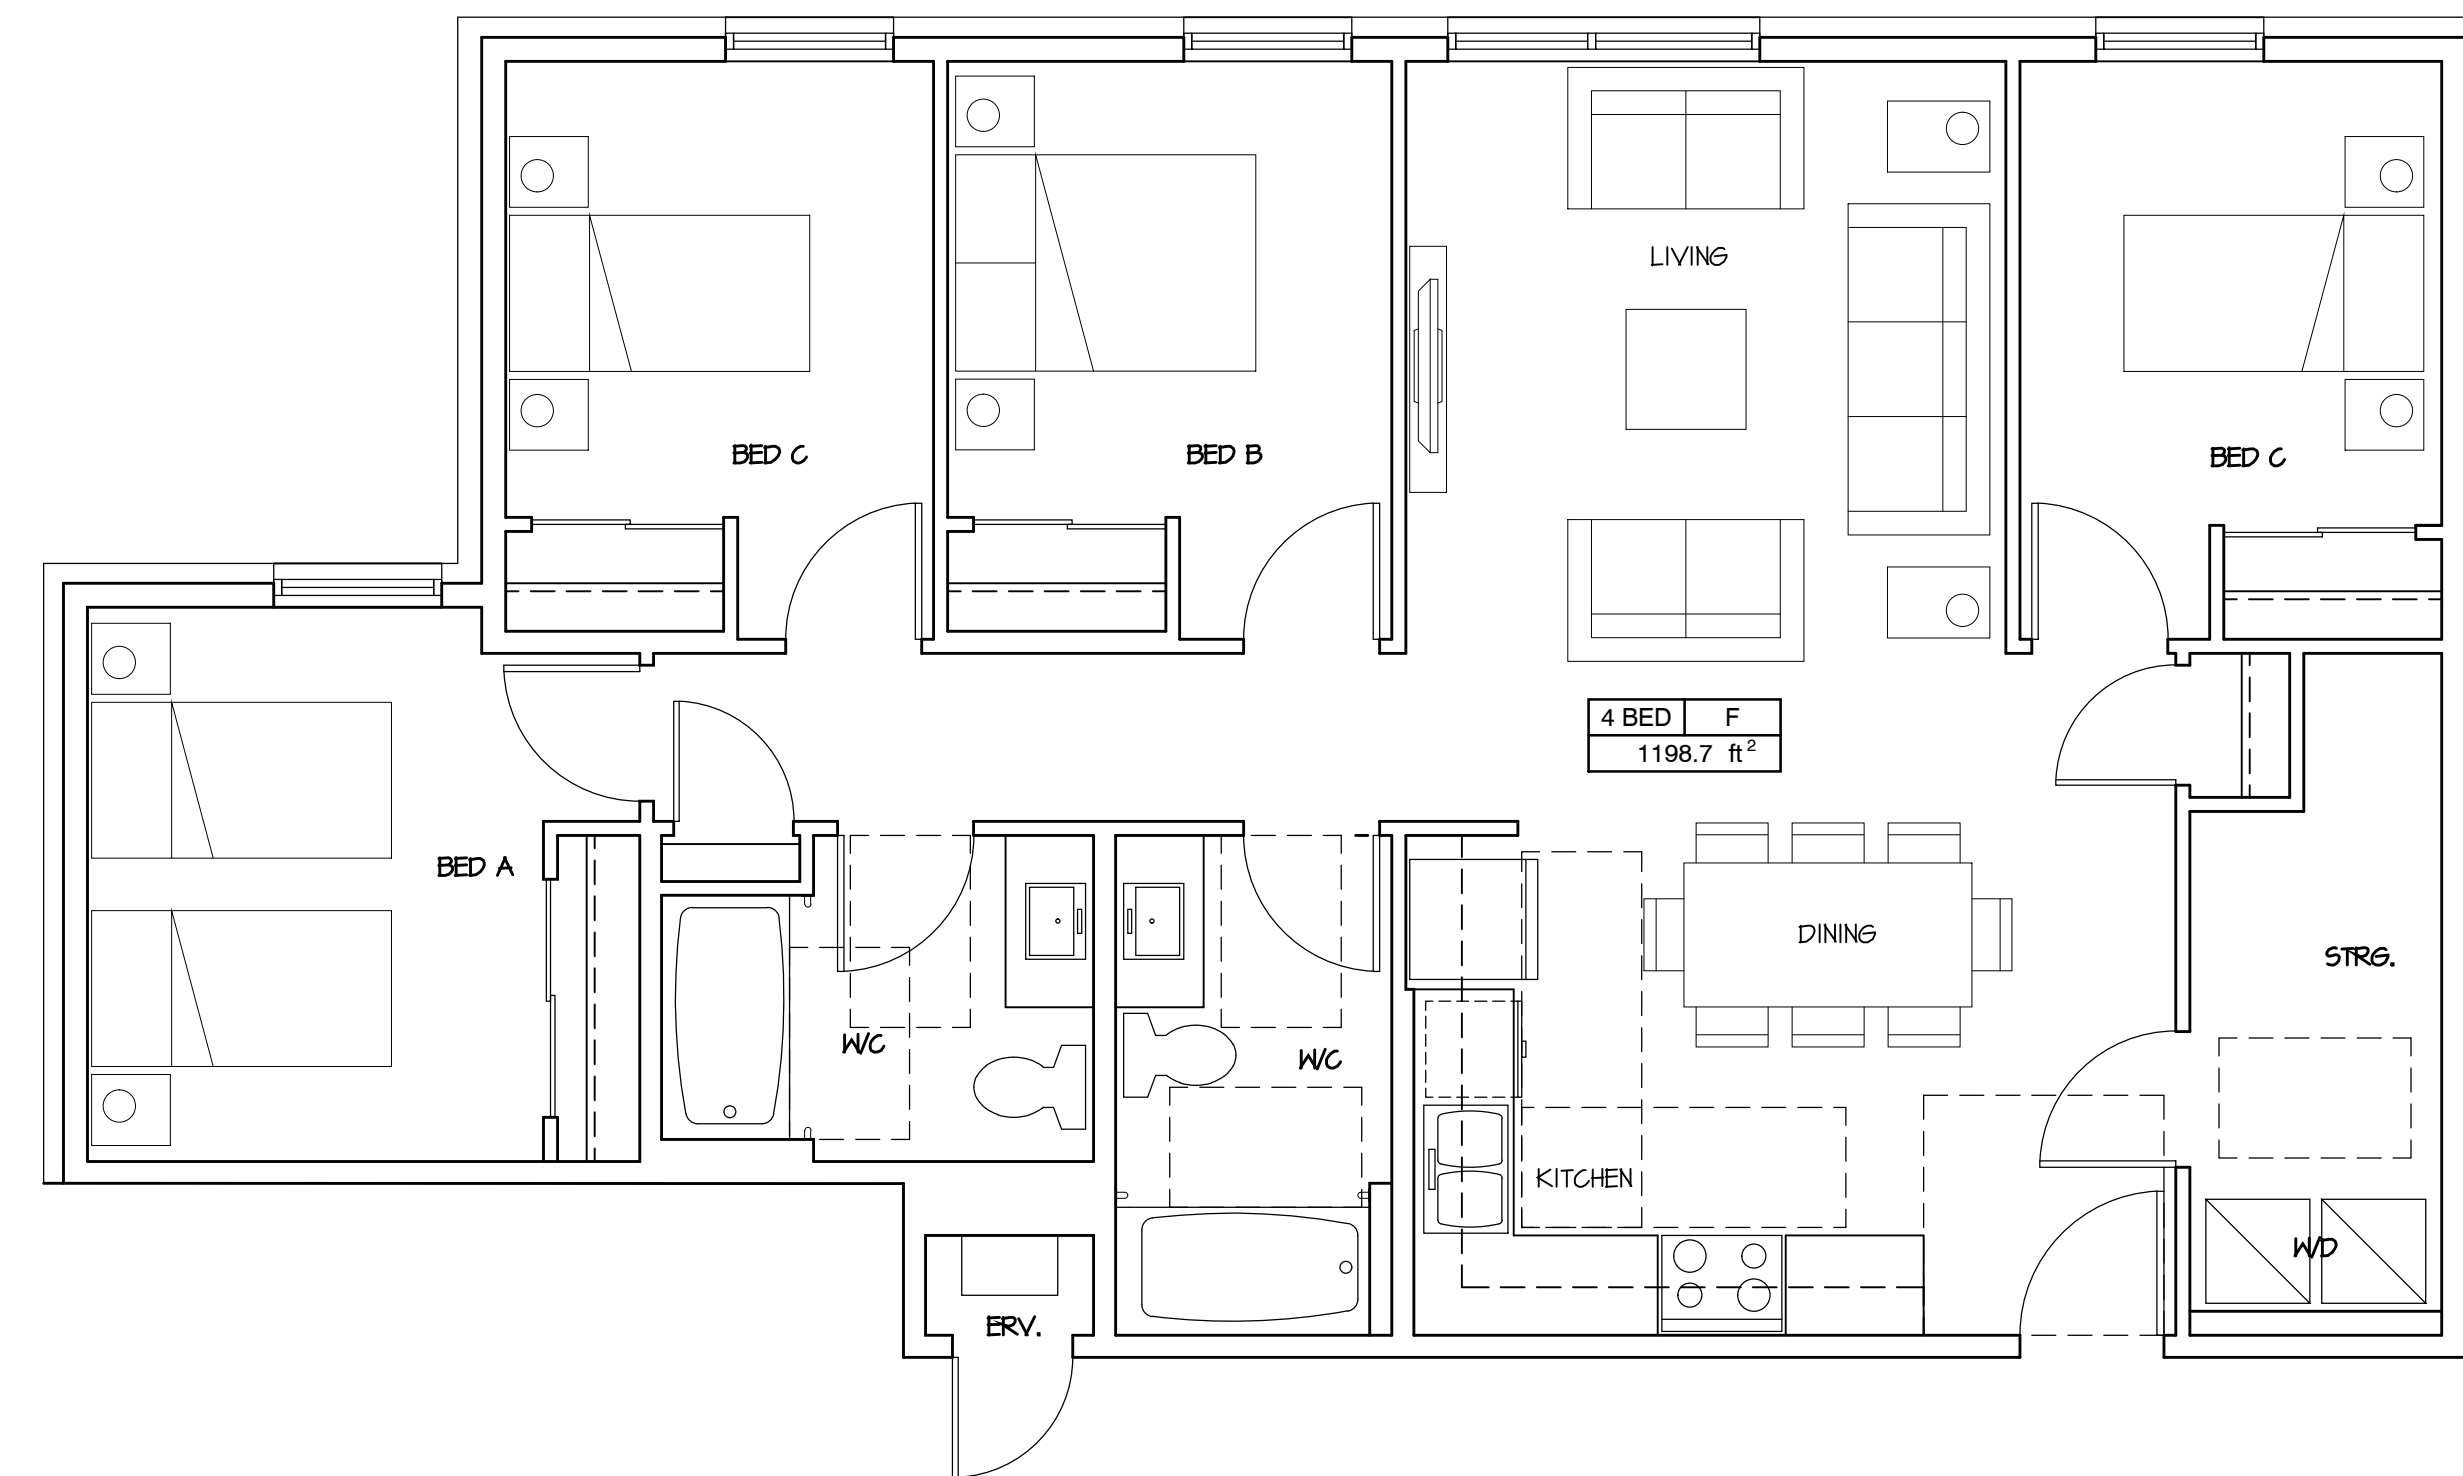 LIVING
BED C
BED B
BED C
4 BED F
1198.7 ft²
BED A
DINING
STRG.
W/C
W/C
KITCHEN
W/D
ERV.